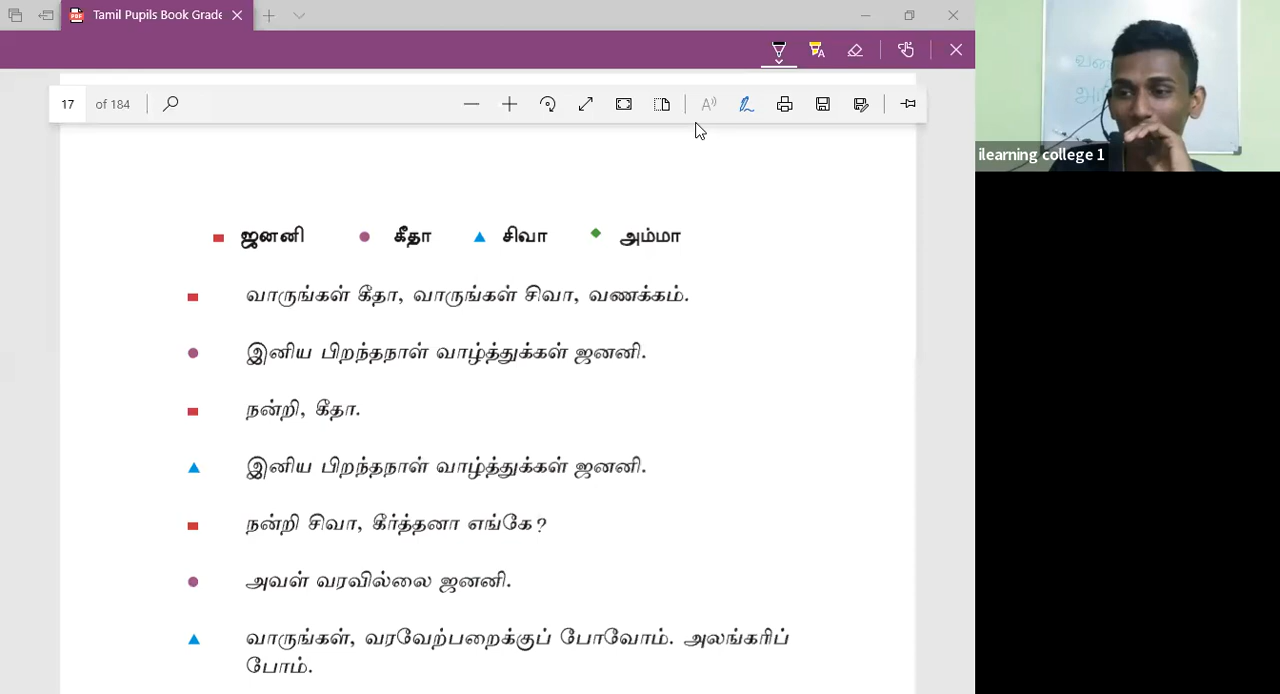 Tamil Pupils Book Grade
17 of 184
ilearning college 1
ஜனனி கீதா சிவா அம்மா
வாருங்கள் கீதா, வாருங்கள் சிவா, வணக்கம்.
இனிய பிறந்தநாள் வாழ்த்துக்கள் ஜனனி.
நன்றி, கீதா.
இனிய பிறந்தநாள் வாழ்த்துக்கள் ஜனனி.
நன்றி சிவா, கீர்த்தனா எங்கே?
அவள் வரவில்லை ஜனனி.
வாருங்கள், வரவேற்பறைக்குப் போவோம். அலங்கரிப்
போம்.